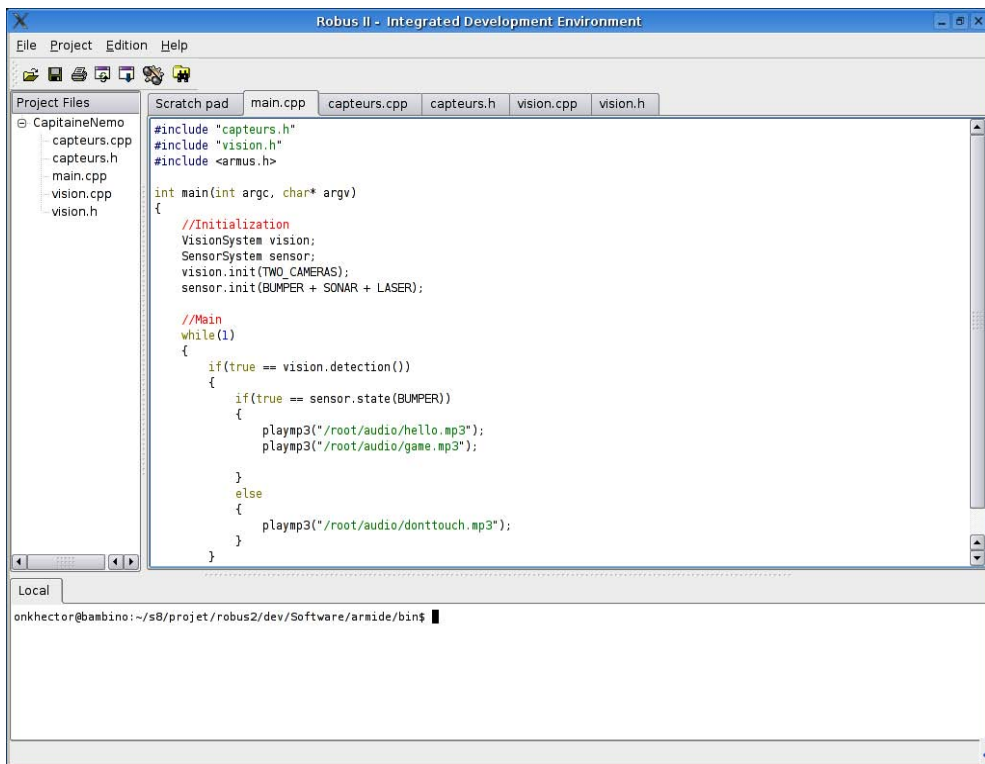 Robus II - Integrated Development Environment
File Project Edition Help
Project Files
CapitaineNemo
capteurs.cpp
capteurs.h
main.cpp
vision.cpp
vision.h
Scratch pad main.cpp capteurs.cpp capteurs.h vision.cpp vision.h
#include "capteurs.h"
#include "vision.h"
#include <armus.h>
int main(int argc, char* argv)
{
//Initialization
VisionSystem vision;
SensorSystem sensor;
vision.init(TWO_CAMERAS);
sensor.init(BUMPER + SONAR + LASER);
//Main
while(1)
{
if(true == vision.detection())
{
if(true == sensor.state(BUMPER))
{
playmp3("/root/audio/hello.mp3");
playmp3("/root/audio/game.mp3");
}
else
{
playmp3("/root/audio/donttouch.mp3");
}
}
Local
onkhector@bambino:~/s8/projet/robus2/dev/Software/armide/bin$